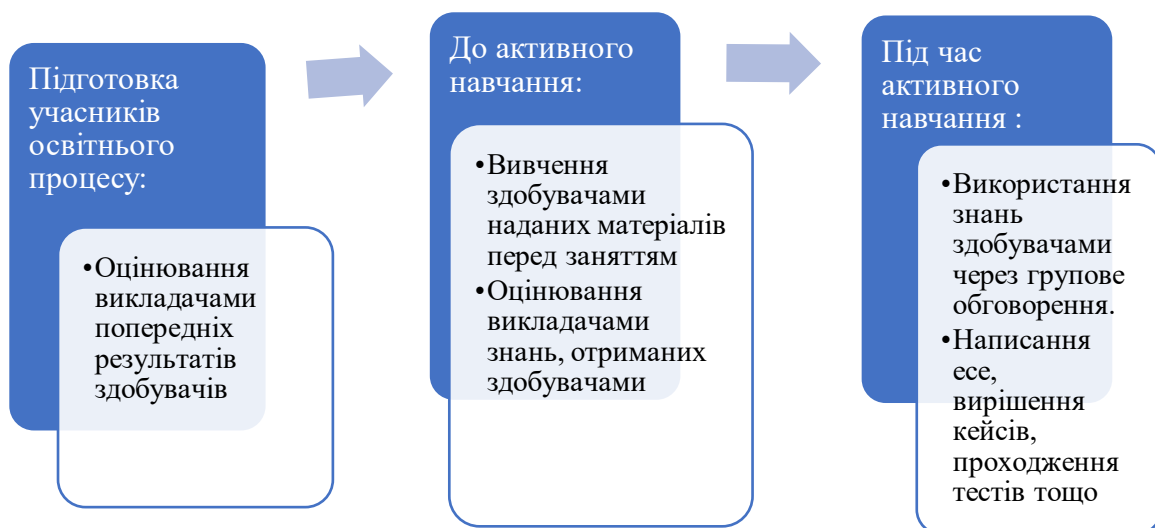 Підготовка
учасників
освітнього
процесу:
•Оцінювання
викладачами
попередніх
результатів
здобувачів
До активного
навчання:
•Вивчення
здобувачами
наданих матеріалів
перед заняттям
•Оцінювання
викладачами
знань, отриманих
здобувачами
Під час
активного
навчання :
•Використання
знань
здобувачами
через групове
обговорення.
•Написання
есе,
вирішення
кейсів,
проходження
тестів тощо